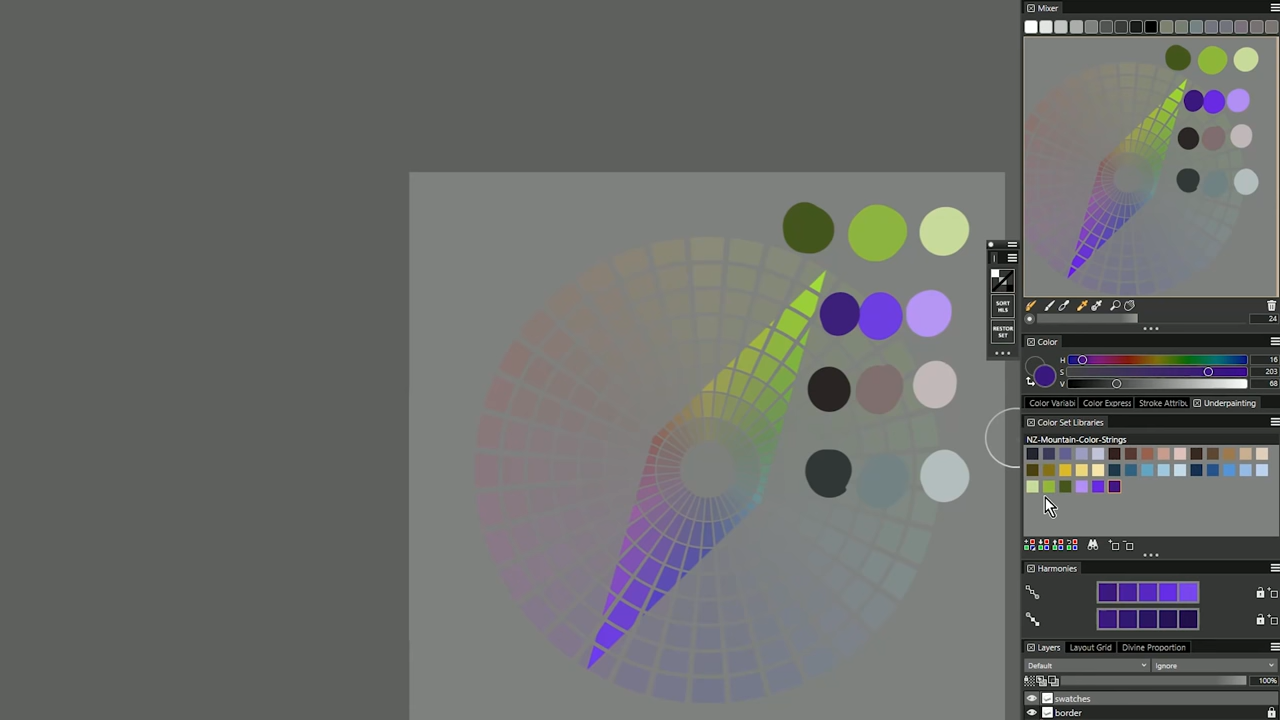 Mixer
SORT
HLS
RESTOR
SET
24
Color
H
16
S
203
V
68
Color Variabi
Color Express
Stroke Attribu
Underpainting
Color Set Libraries
NZ-Mountain-Color-Strings
Harmonies
Layers
Layout Grid
Divine Proportion
Default
Ignore
100%
swatches
border